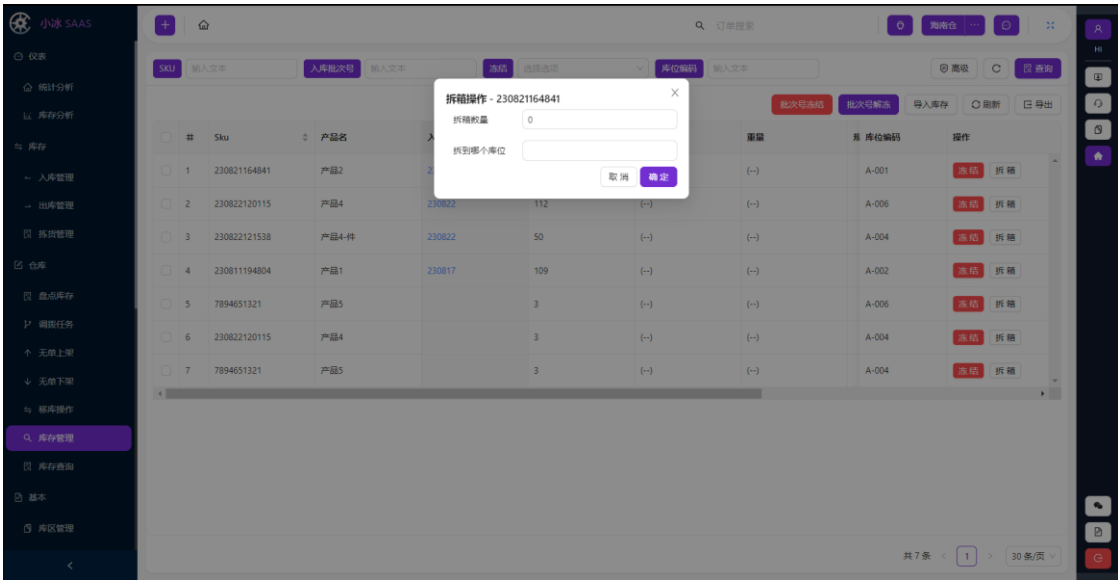 小冰 SAAS
订单搜索
海南仓
HI
仪表
统计分析
库存分析
库存
入库管理
出库管理
拣货管理
仓库
盘点库存
调拨任务
无单上架
无单下架
移库操作
库存管理
库存查询
基本
库区管理
SKU 输入文本 入库批次号 输入文本 冻结 选择选项 库位编码 输入文本 高级 查询
批次号冻结 批次号解冻 导入库存 刷新 导出
拆箱操作 - 230821164841
拆箱数量 0
拆到哪个库位
取 消 确 定
# Sku 产品名 重量 库位编码 操作
1 230821164841 产品2 (--) A-001 冻 结 拆 箱
2 230822120115 产品4 230822 112 (--) (--) A-006 冻 结 拆 箱
3 230822121538 产品4-件 230822 50 (--) (--) A-004 冻 结 拆 箱
4 230811194804 产品1 230817 109 (--) (--) A-002 冻 结 拆 箱
5 7894651321 产品5 3 (--) (--) A-006 冻 结 拆 箱
6 230822120115 产品4 3 (--) (--) A-004 冻 结 拆 箱
7 7894651321 产品5 3 (--) (--) A-004 冻 结 拆 箱
共 7 条 < 1 > 30 条/页